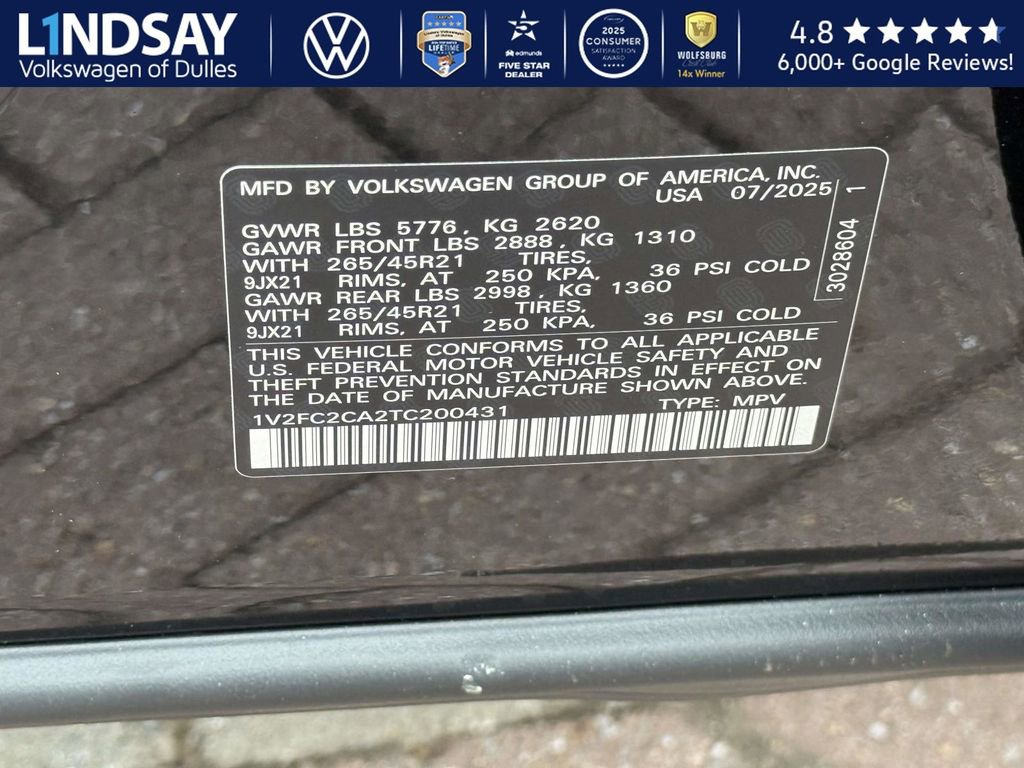 L1NDSAY
Volkswagen of Dulles
LIFETIME
edmunds
FIVE STAR
DEALER
2025
CONSUMER
SATISFACTION
AWARD
WOLFSBURG
14x Winner
4.8
6,000+ Google Reviews!
MFD BY VOLKSWAGEN GROUP OF AMERICA, INC.
USA 07/2025
GVWR LBS 5776, KG 2620
GAWR FRONT LBS 2888, KG 1310
WITH 265/45R21 TIRES,
9JX21 RIMS, AT 250 KPA, 36 PSI COLD
GAWR REAR LBS 2998, KG 1360
WITH 265/45R21 TIRES,
9JX21 RIMS, AT 250 KPA, 36 PSI COLD
3028604 1
THIS VEHICLE CONFORMS TO ALL APPLICABLE
U.S. FEDERAL MOTOR VEHICLE SAFETY AND
THEFT PREVENTION STANDARDS IN EFFECT ON
THE DATE OF MANUFACTURE SHOWN ABOVE.
1V2FC2CA2TC200431 TYPE: MPV